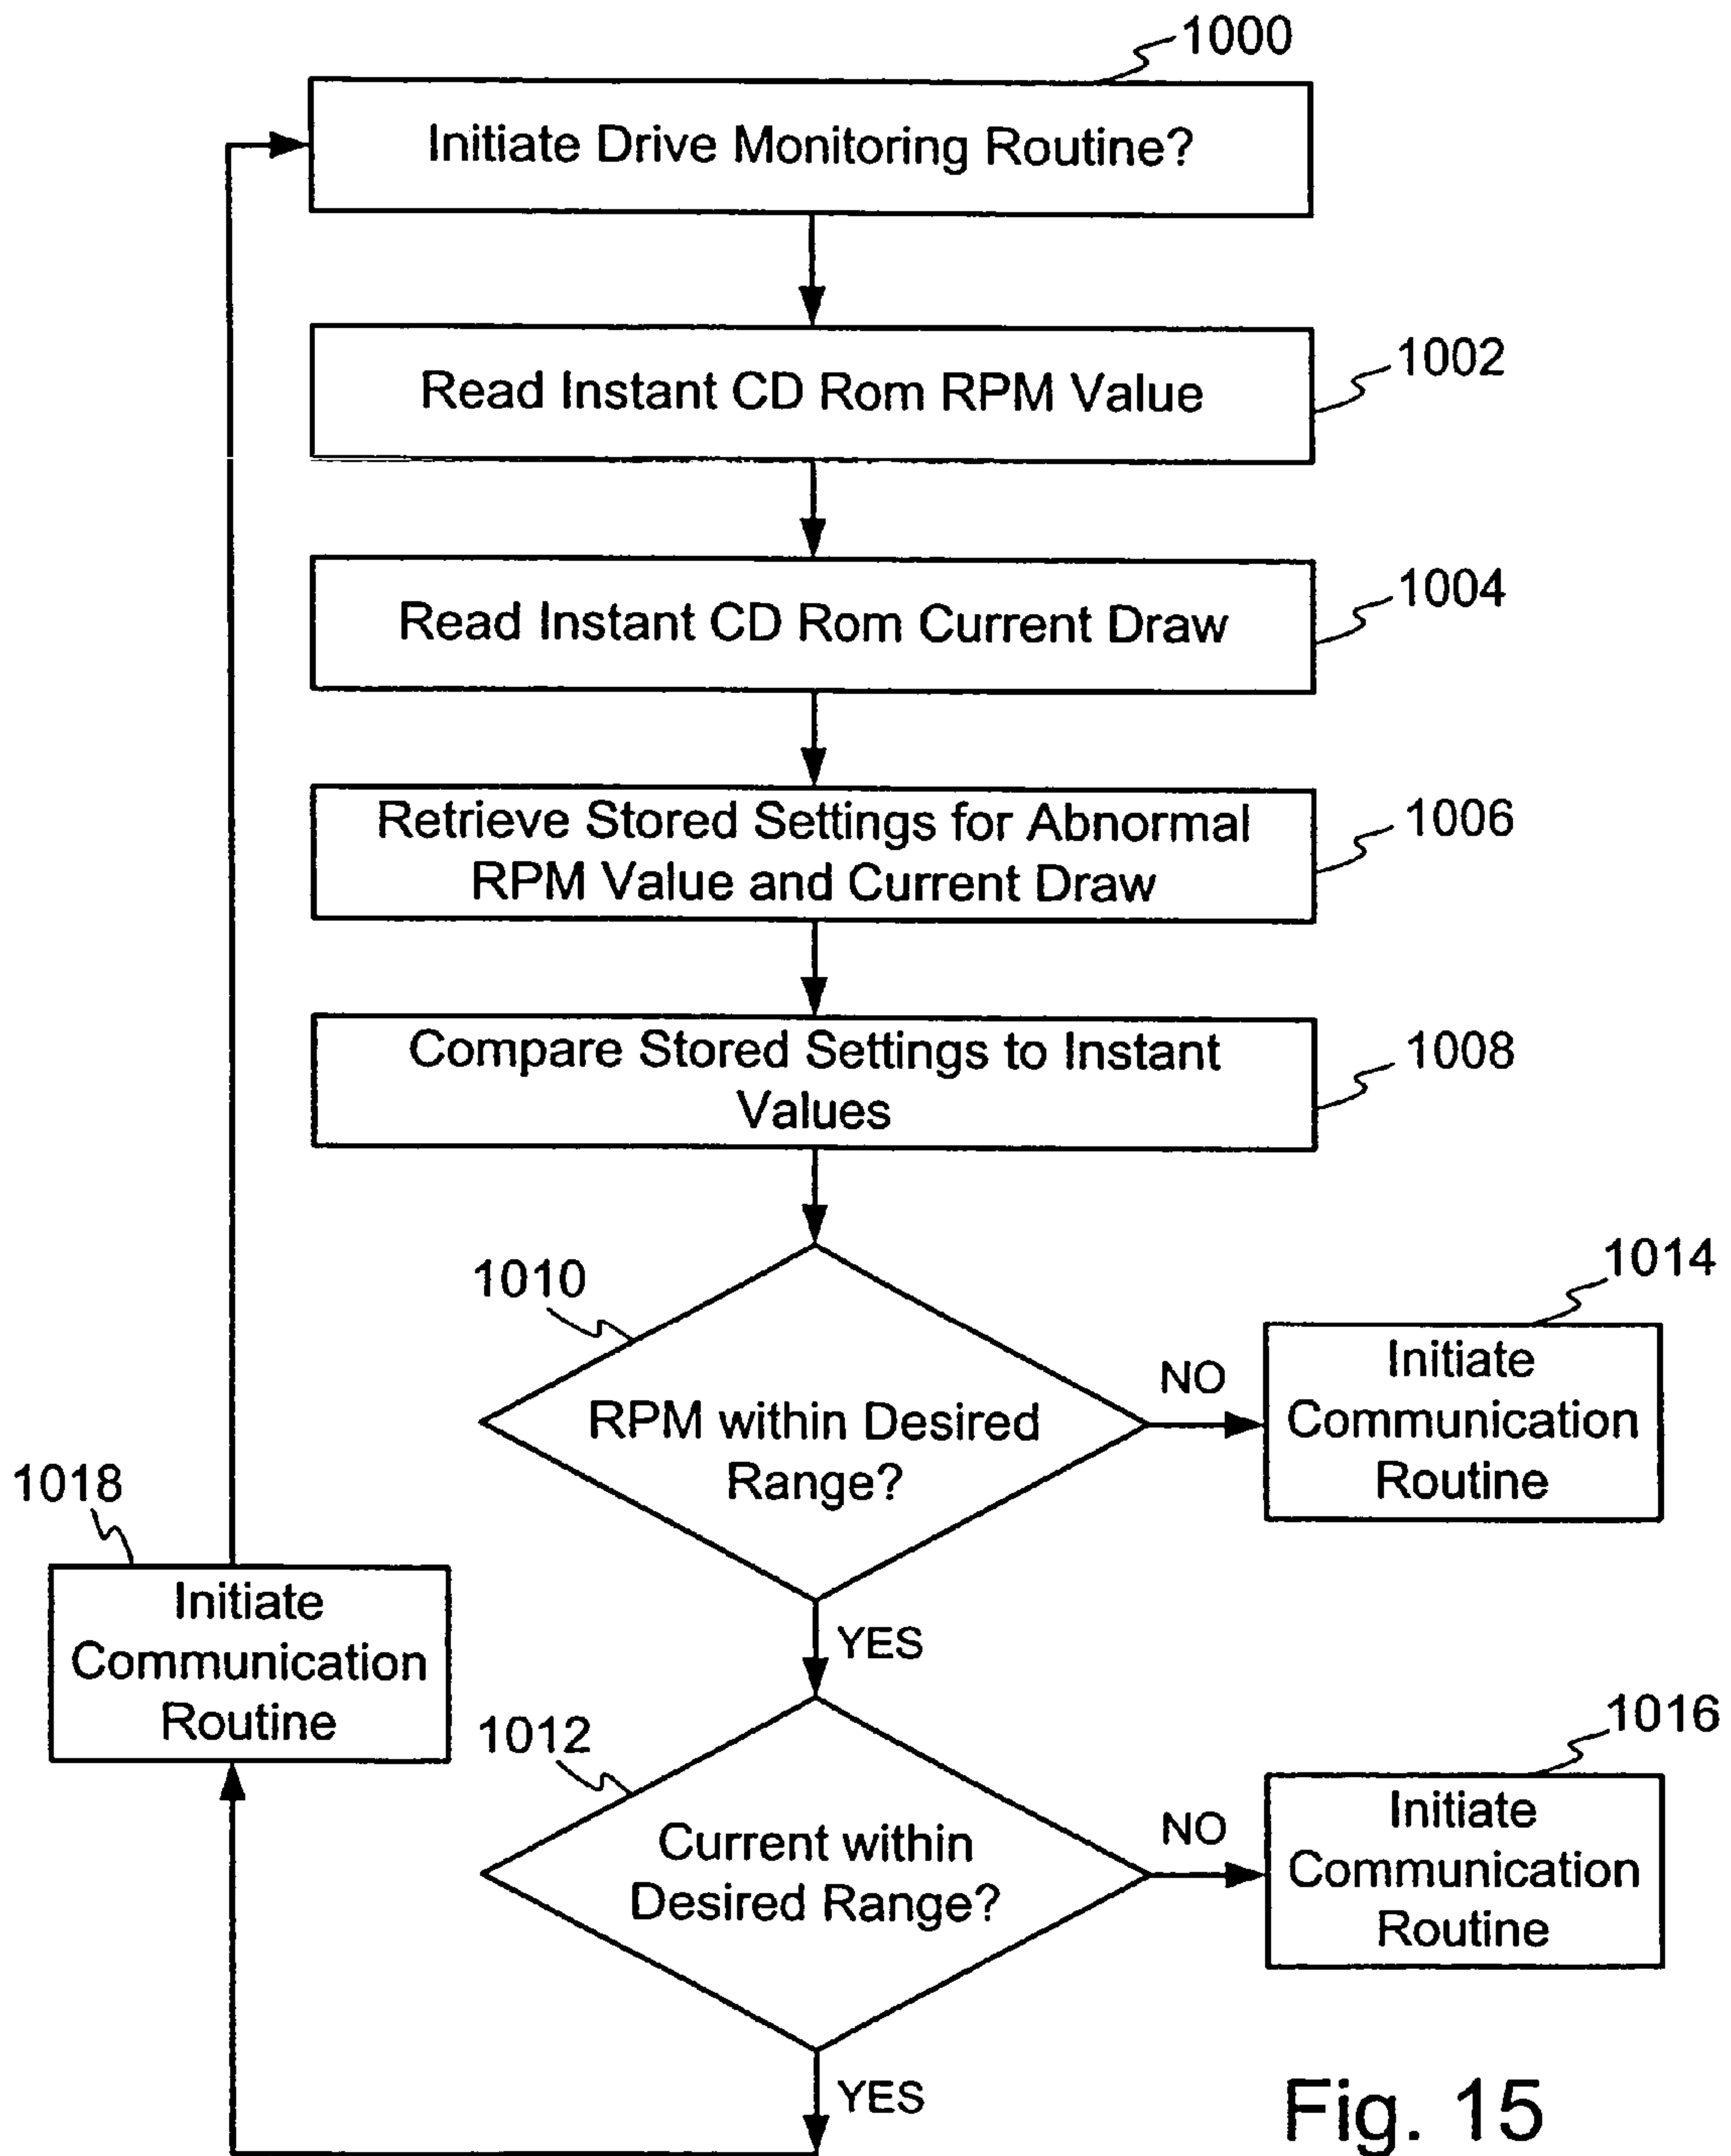 1000
Initiate Drive Monitoring Routine?
Read Instant CD Rom RPM Value
1002
Read Instant CD Rom Current Draw
1004
Retrieve Stored Settings for Abnormal
RPM Value and Current Draw
1006
Compare Stored Settings to Instant
Values
1008
1010
RPM within Desired
Range?
NO
1014
Initiate
Communication
Routine
YES
1018
Initiate
Communication
Routine
1012
Current within
Desired Range?
NO
1016
Initiate
Communication
Routine
YES
Fig. 15